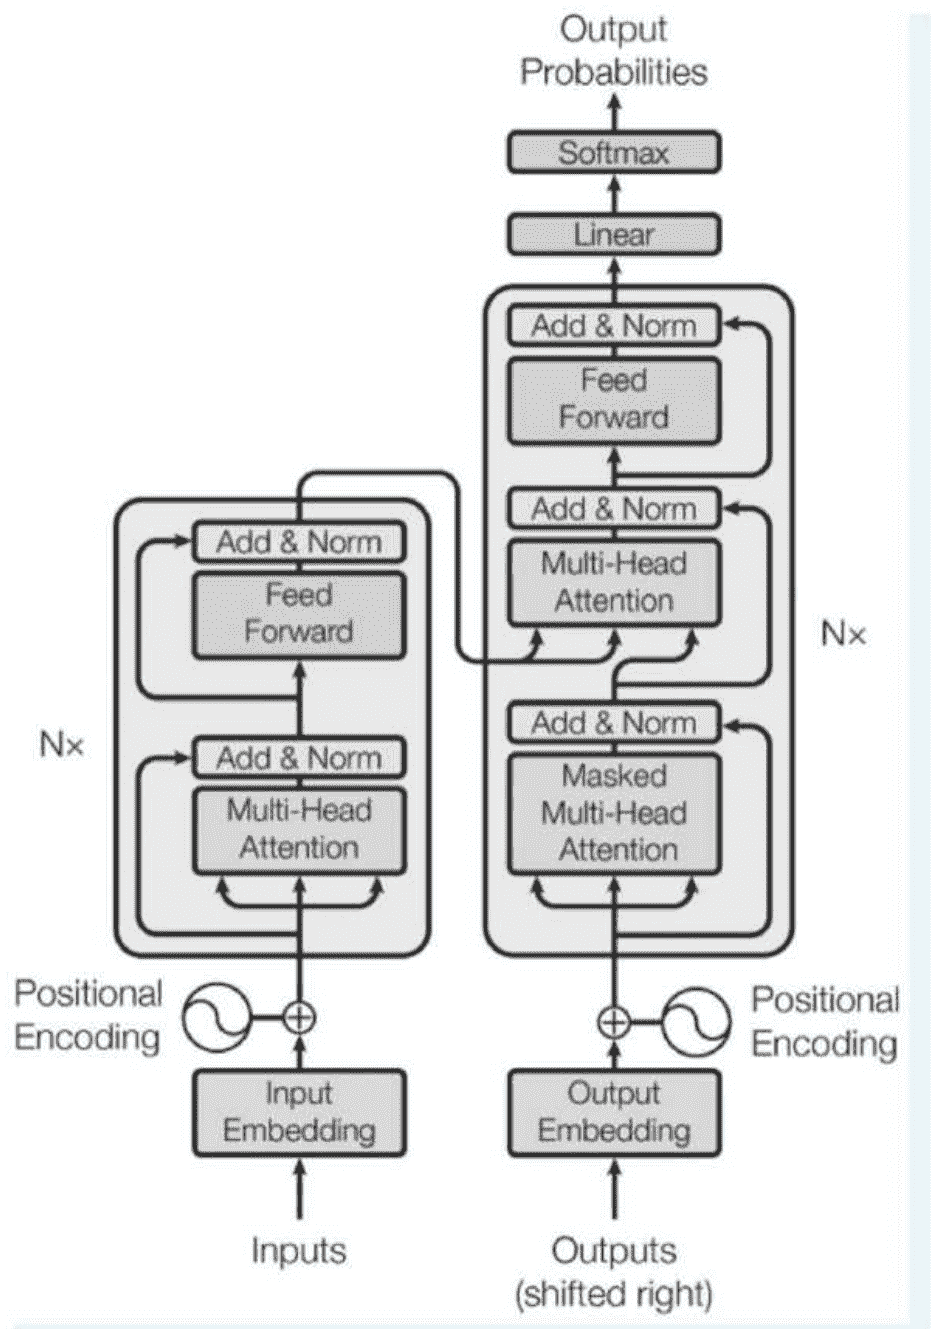 Output
Probabilities
Softmax
Linear
Add & Norm
Feed
Forward
Add & Norm
Multi-Head
Attention
Nx
Add & Norm
Masked
Multi-Head
Attention
Add & Norm
Feed
Forward
Nx
Add & Norm
Multi-Head
Attention
Positional
Encoding
Positional
Encoding
Input
Embedding
Output
Embedding
Inputs
Outputs
(shifted right)